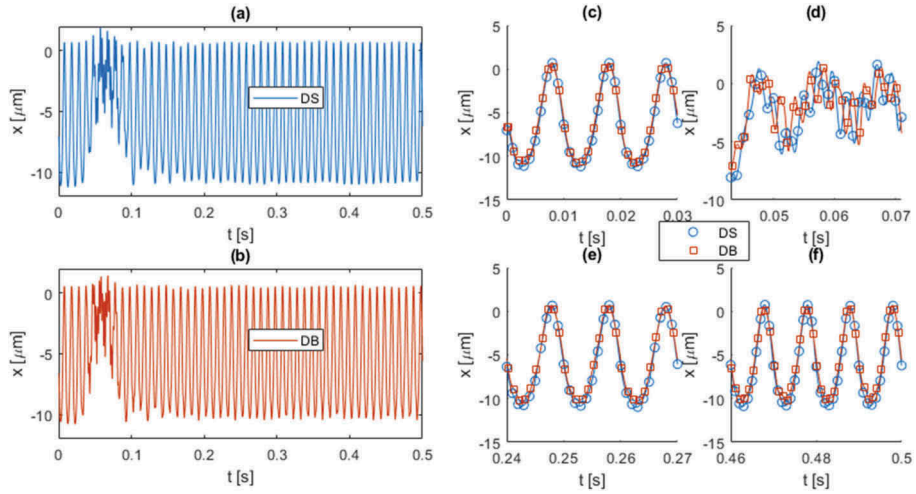 (a)
0
-5
-10
x [μm]
DS
0
0.1
0.2
0.3
0.4
0.5
t [s]
(b)
0
-5
-10
x [μm]
DB
0
0.1
0.2
0.3
0.4
0.5
t [s]
(c)
5
0
-5
-10
-15
x [μm]
0
0.01
0.02
0.03
t [s]
(d)
5
0
-5
-10
x [μm]
0.05
0.06
0.07
t [s]
DS
DB
(e)
5
0
-5
-10
-15
x [μm]
0.24
0.25
0.26
0.27
t [s]
(f)
5
0
-5
-10
-15
x [μm]
0.46
0.48
0.5
t [s]